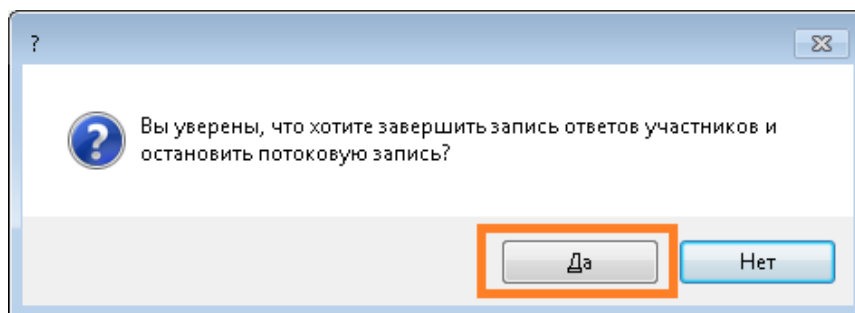 ?
Вы уверены, что хотите завершить запись ответов участников и
остановить потоковую запись?
Да
Нет